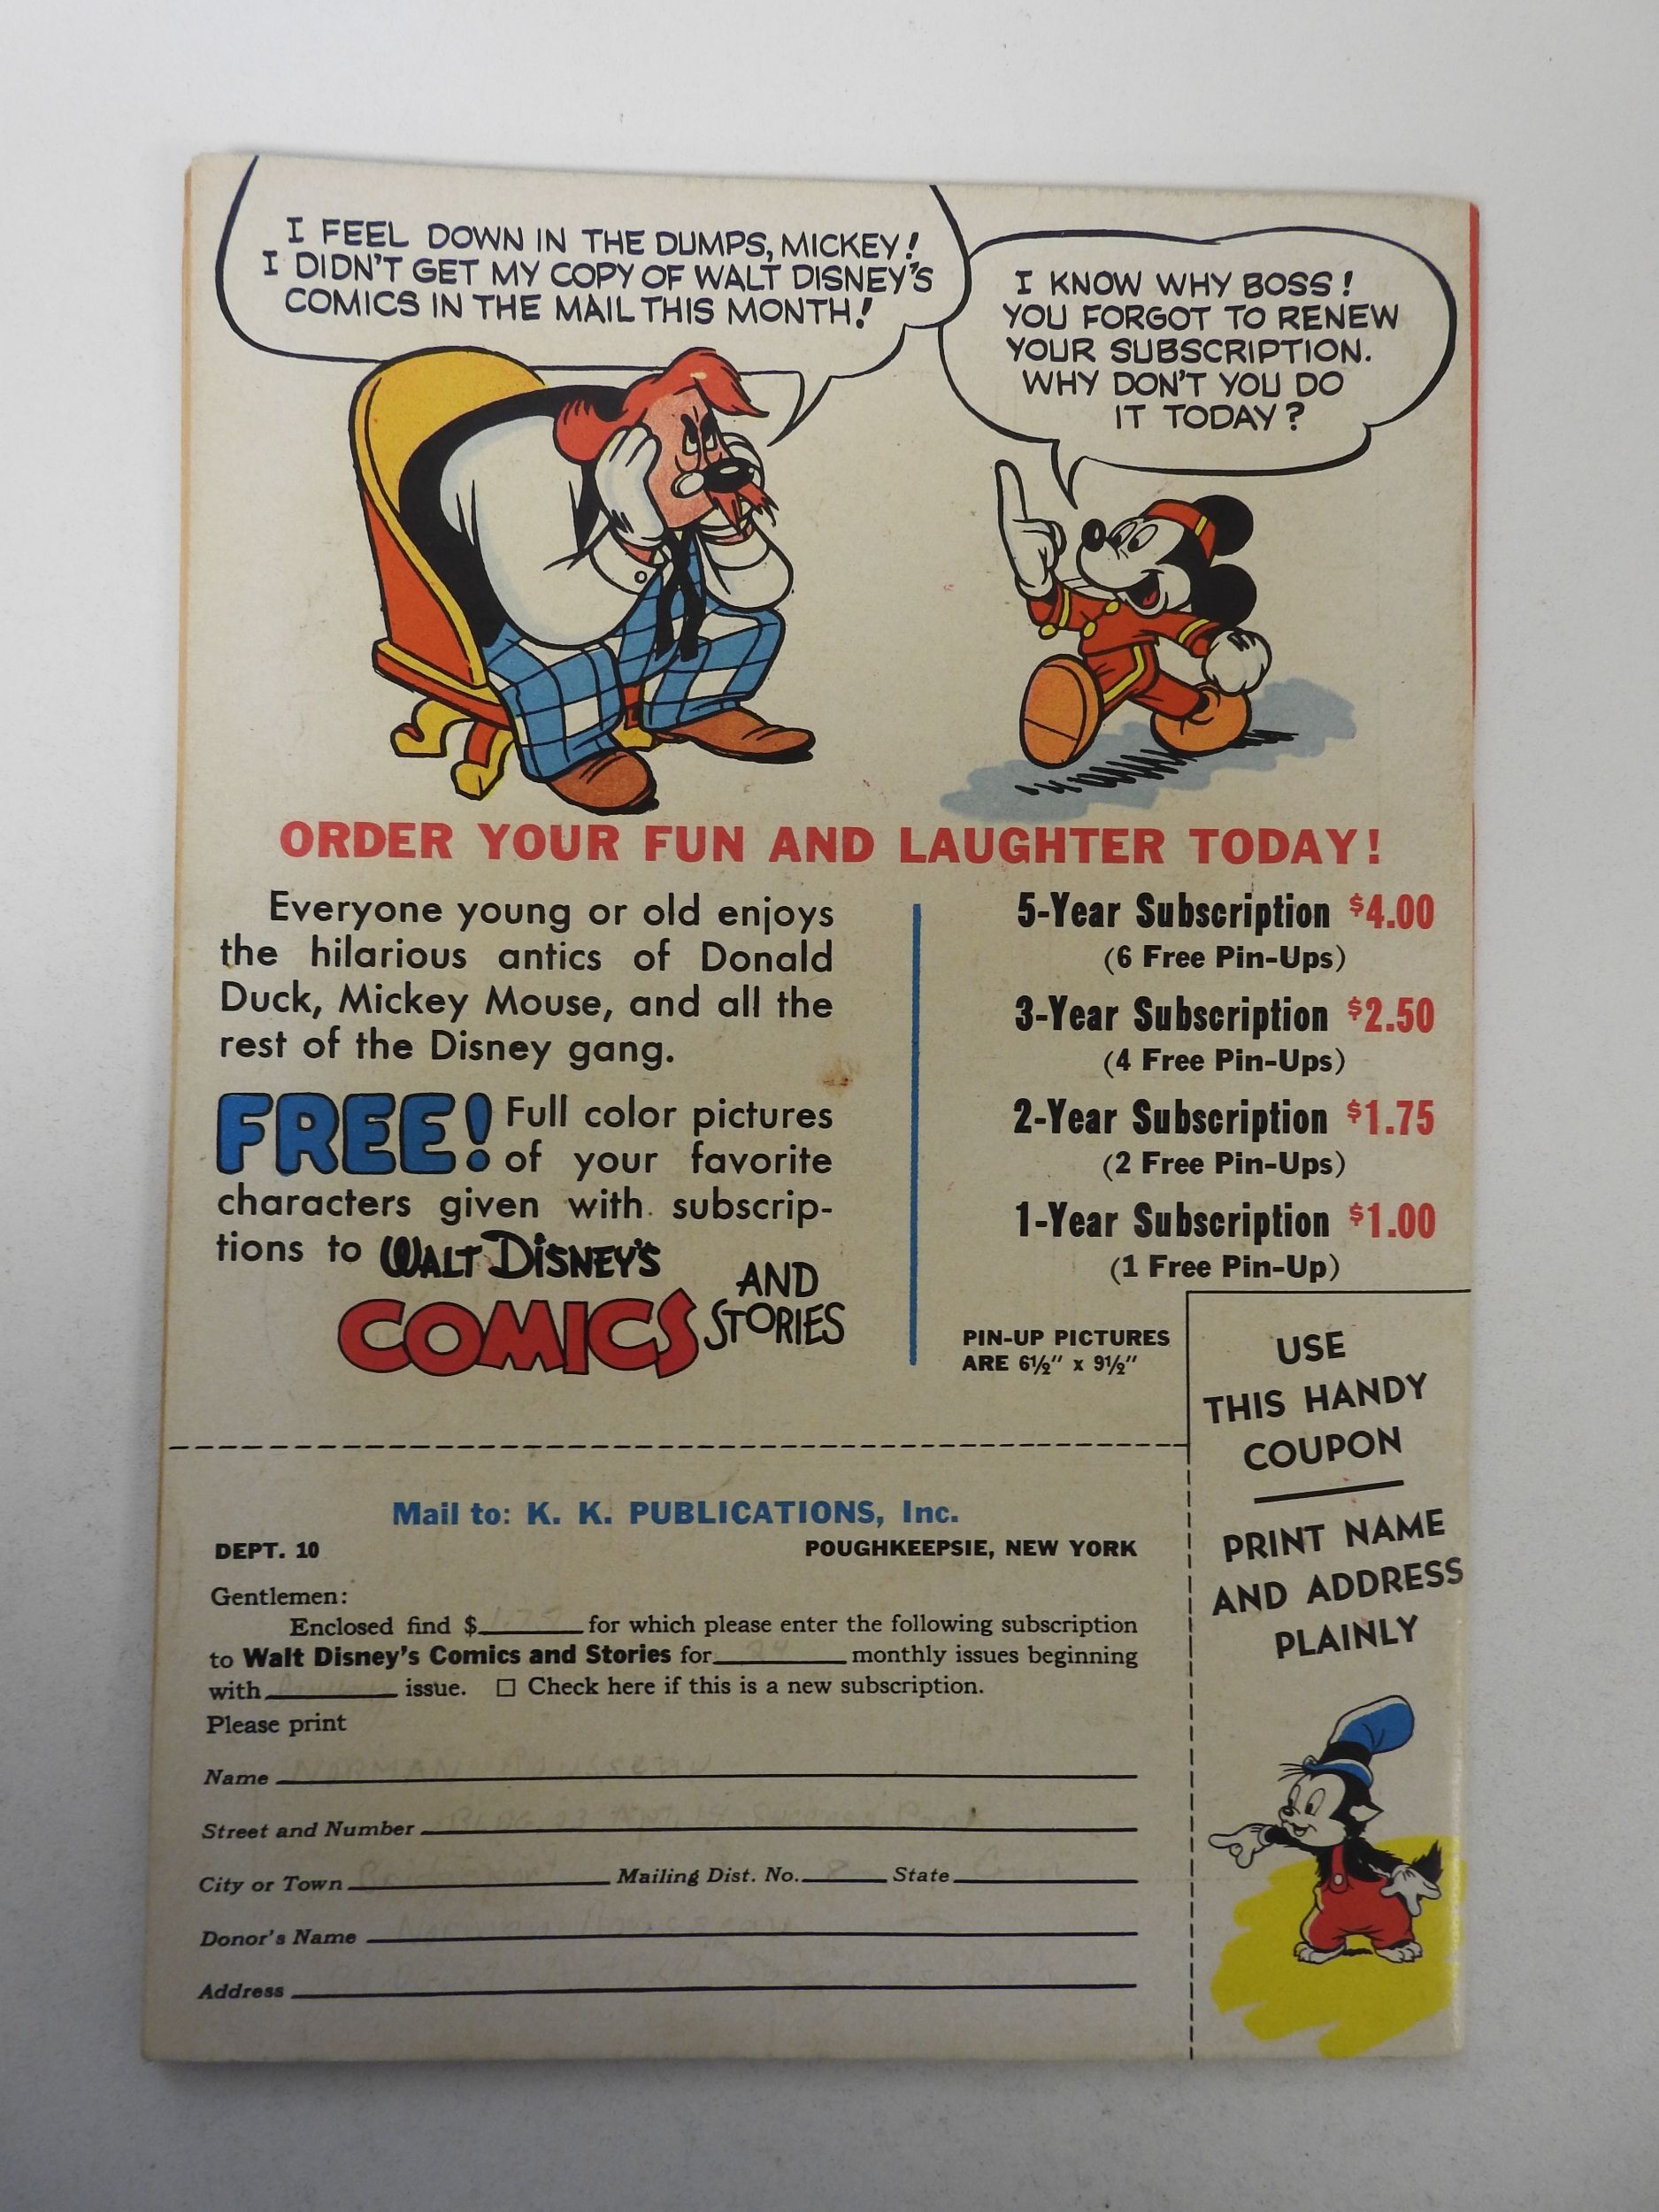 I FEEL DOWN IN THE DUMPS, MICKEY!
I DIDN'T GET MY COPY OF WALT DISNEY'S
COMICS IN THE MAIL THIS MONTH!
I KNOW WHY BOSS!
YOU FORGOT TO RENEW
YOUR SUBSCRIPTION.
WHY DON'T YOU DO
IT TODAY?
ORDER YOUR FUN AND LAUGHTER TODAY!
Everyone young or old enjoys
the hilarious antics of Donald
Duck, Mickey Mouse, and all the
rest of the Disney gang.
FREE! Full color pictures
of your favorite
characters given with subscrip-
tions to WALT DISNEY'S
COMICS AND STORIES
5-Year Subscription $4.00
(6 Free Pin-Ups)
3-Year Subscription $2.50
(4 Free Pin-Ups)
2-Year Subscription $1.75
(2 Free Pin-Ups)
1-Year Subscription $1.00
(1 Free Pin-Up)
PIN-UP PICTURES
ARE 6½" x 9½"
USE
THIS HANDY
COUPON
PRINT NAME
AND ADDRESS
PLAINLY
Mail to: K. K. PUBLICATIONS, Inc.
DEPT. 10 POUGHKEEPSIE, NEW YORK
Gentlemen:
Enclosed find $ 1.75 for which please enter the following subscription
to Walt Disney's Comics and Stories for 24 monthly issues beginning
with issue. Check here if this is a new subscription.
Please print
Name NORMAN
Street and Number
City or Town Mailing Dist. No. 8 State Conn
Donor's Name Norman
Address